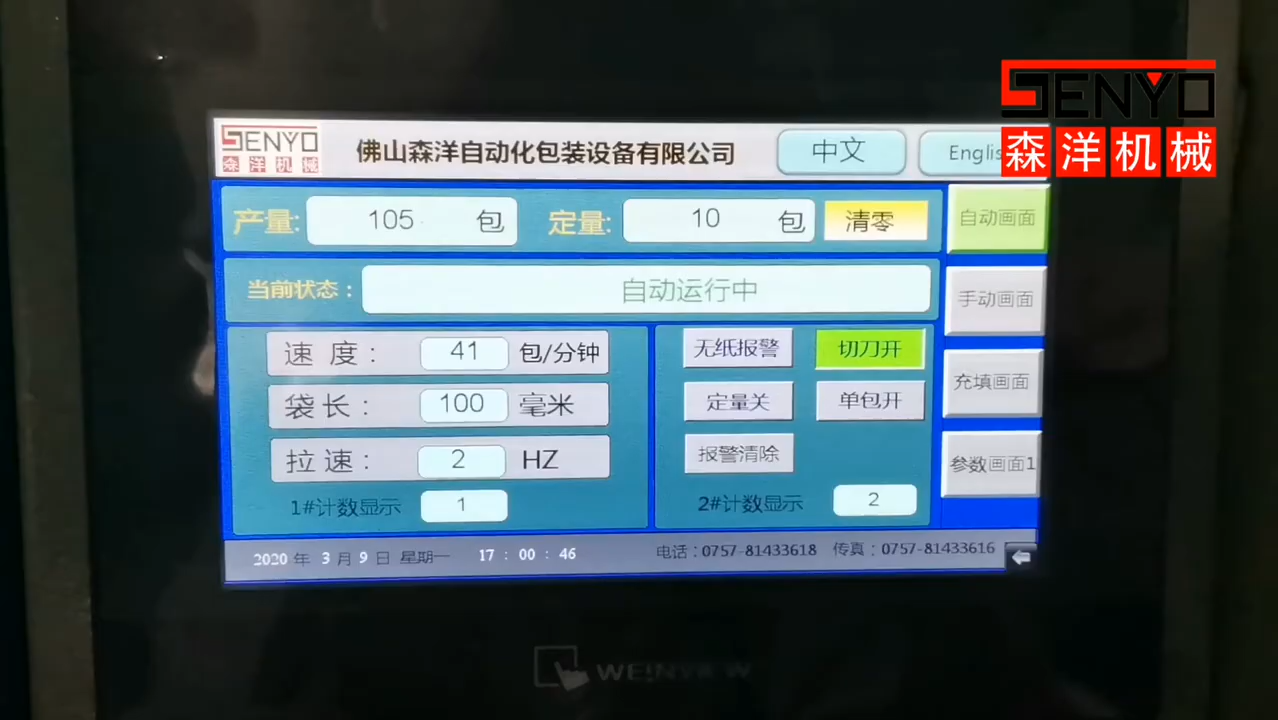 SENYO
森洋机械
SENYO
森洋机械
佛山森洋自动化包装设备有限公司
中文
Englis
产量: 105 包 定量: 10 包 清零
自动画面
当前状态: 自动运行中
手动画面
速 度: 41 包/分钟
无纸报警 切刀开
袋长: 100 毫米
定量关 单包开
充填画面
拉速: 2 HZ
报警清除
参数画面1
1#计数显示 1
2#计数显示 2
2020 年 3 月 9 日 星期一 17 : 00 : 46
电话:0757-81433618 传真:0757-81433616